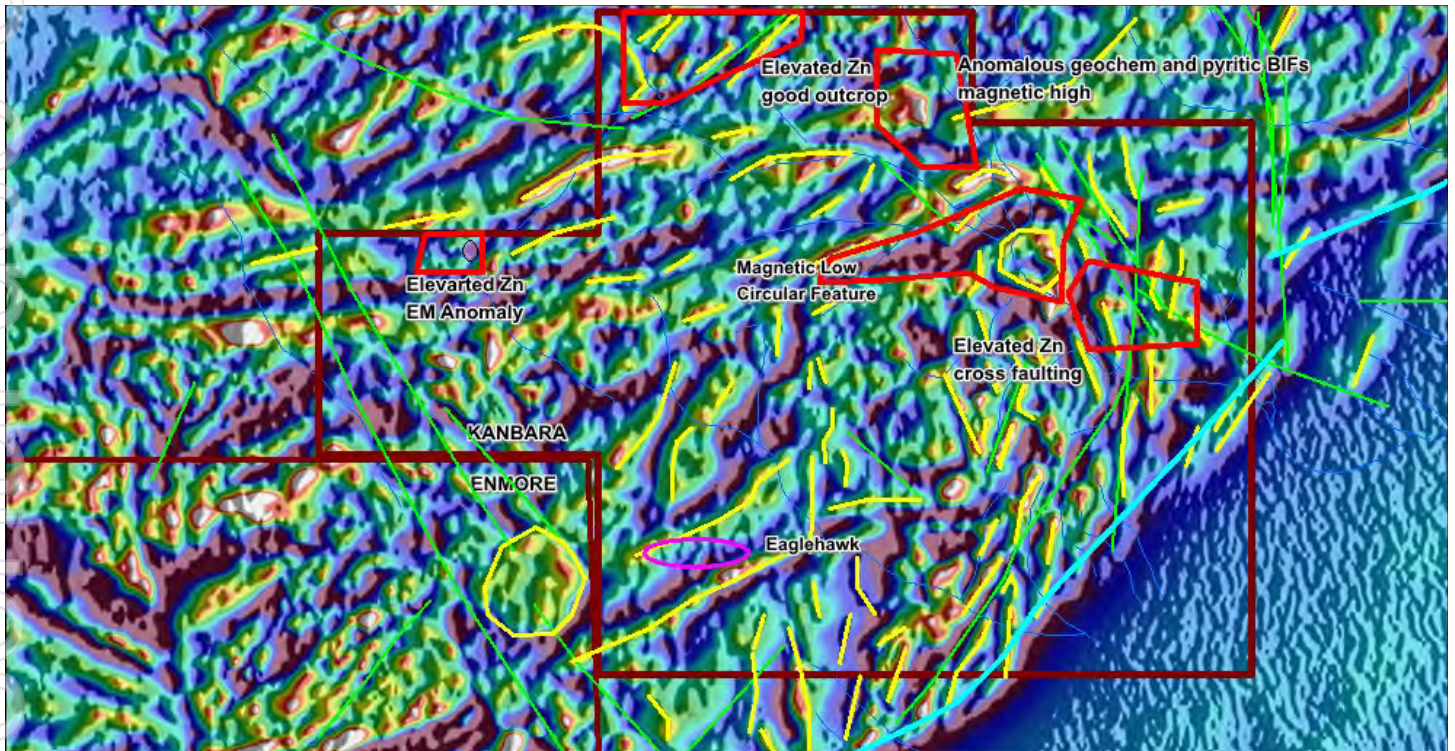 Elevated Zn
good outcrop
Anomalous geochem and pyritic BIFs
magnetic high
Elevarted Zn
EM Anomaly
Magnetic Low
Circular Feature
Elevated Zn
cross faulting
KANBARA
ENMORE
Eaglehawk